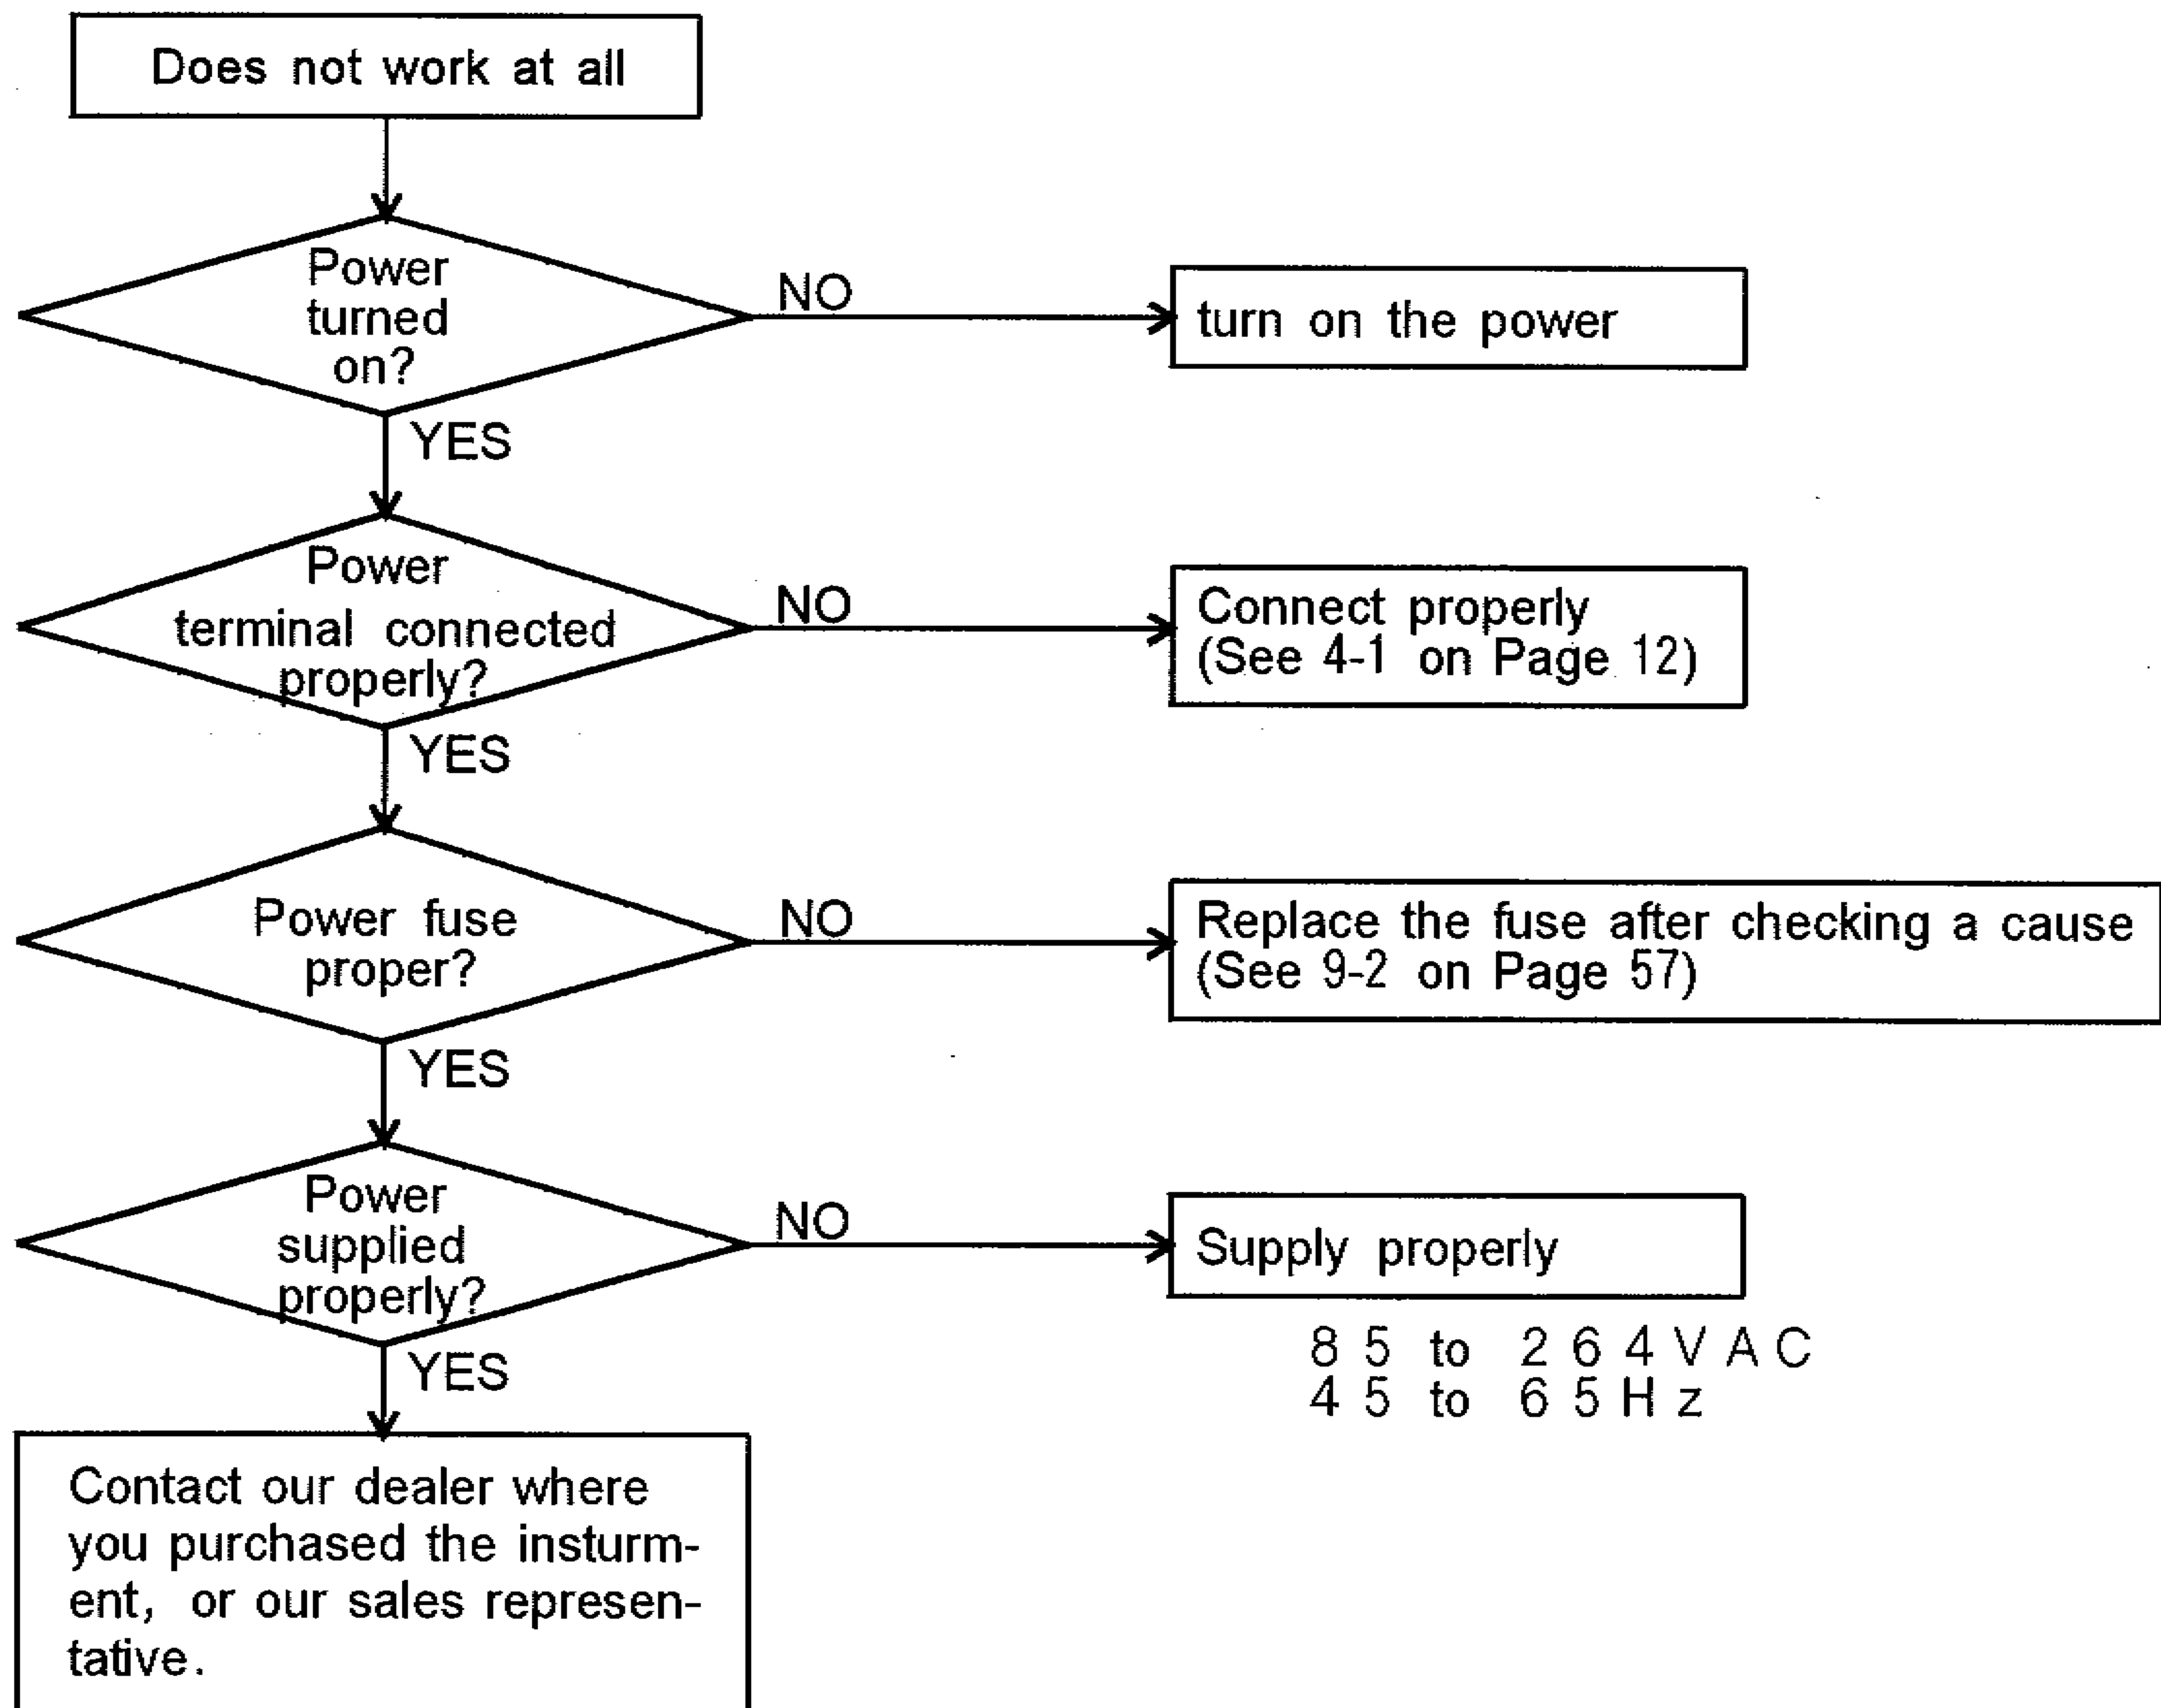 Does not work at all
Power
turned
on?
NO
turn on the power
YES
Power
terminal connected
properly?
NO
Connect properly
(See 4-1 on Page 12)
YES
Power fuse
proper?
NO
Replace the fuse after checking a cause
(See 9-2 on Page 57)
YES
Power
supplied
properly?
NO
Supply properly
85 to 264VAC
45 to 65Hz
YES
Contact our dealer where
you purchased the insturm-
ent, or our sales represen-
tative.